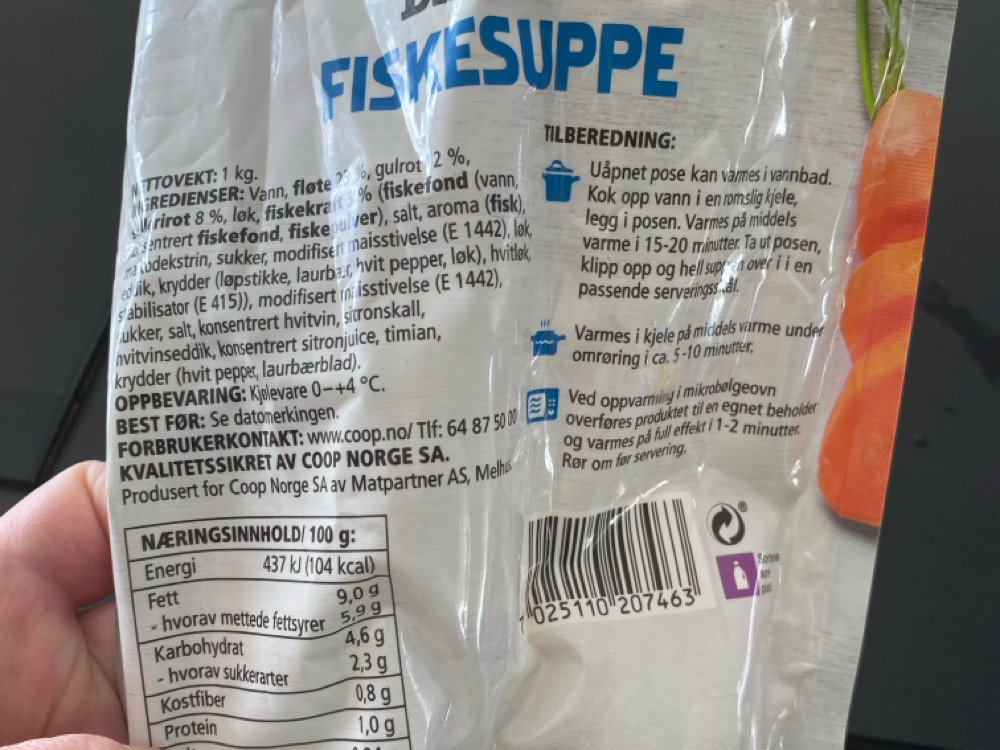 FISKESUPPE
NETTOVEKT: 1 kg.
INGREDIENSER: Vann, fløte %, gulrot 2 %,
8 %, løk, fiskekraft % (fiskefond (vann,
konsentrert fiskefond, fiskepulver), salt, aroma (fisk),
maltodekstrin, sukker, modifisert maisstivelse (E 1442), løk,
eddik, krydder (løpstikke, laurbær, hvit pepper, løk), hvitløk,
stabilisator (E 415)), modifisert maisstivelse (E 1442),
sukker, salt, konsentrert hvitvin, sitronskall,
hvitvinseddik, konsentrert sitronjuice, timian,
krydder (hvit pepper, laurbærblad).
OPPBEVARING: Kjølevare 0-+4 °C.
BEST FØR: Se datomerkingen.
FORBRUKERKONTAKT: www.coop.no/ Tlf: 64 87 50 00
KVALITETSSIKRET AV COOP NORGE SA.
Produsert for Coop Norge SA av Matpartner AS, Melhus
NÆRINGSINNHOLD/ 100 g:
Energi 437 kJ (104 kcal)
Fett 9,0 g
- hvorav mettede fettsyrer 5,9 g
Karbohydrat 4,6 g
- hvorav sukkerarter 2,3 g
Kostfiber 0,8 g
Protein 1,0 g
TILBEREDNING:
Uåpnet pose kan varmes i vannbad.
Kok opp vann i en romslig kjele,
legg i posen. Varmes på middels
varme i 15-20 minutter. Ta ut posen,
klipp opp og hell suppen over i i en
passende serveringsskål.
Varmes i kjele på middels varme under
omrøring i ca. 5-10 minutter.
Ved oppvarming i mikrobølgeovn
overføres produktet til en egnet beholder
og varmes på full effekt i 1-2 minutter.
Rør om før servering.
7 025110 207463
®
Sorteres
som
plast